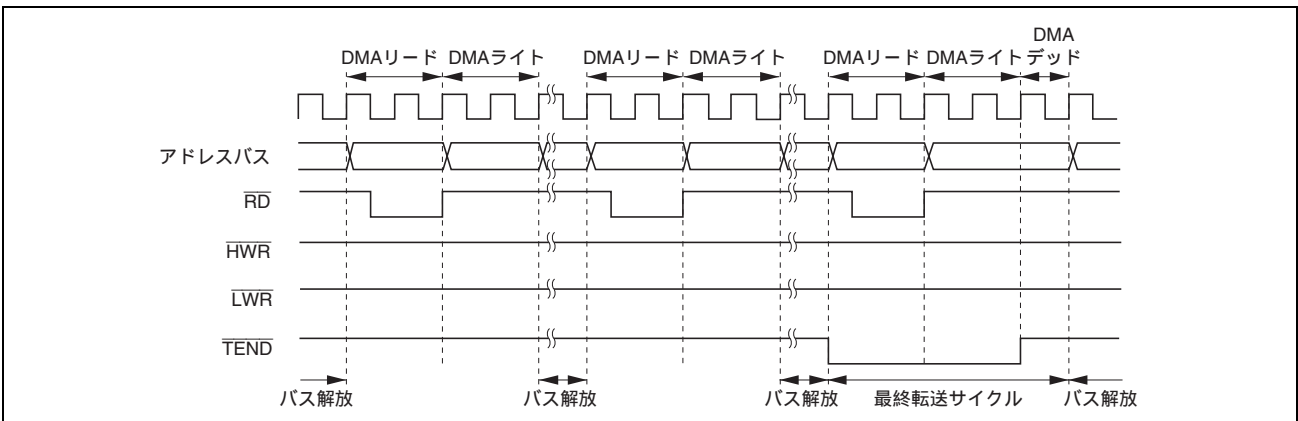 DMA
DMAリード DMAライト DMAリード DMAライト DMAリード DMAライト デッド
アドレスバス
RD
HWR
LWR
TEND
バス解放 バス解放 バス解放 最終転送サイクル バス解放